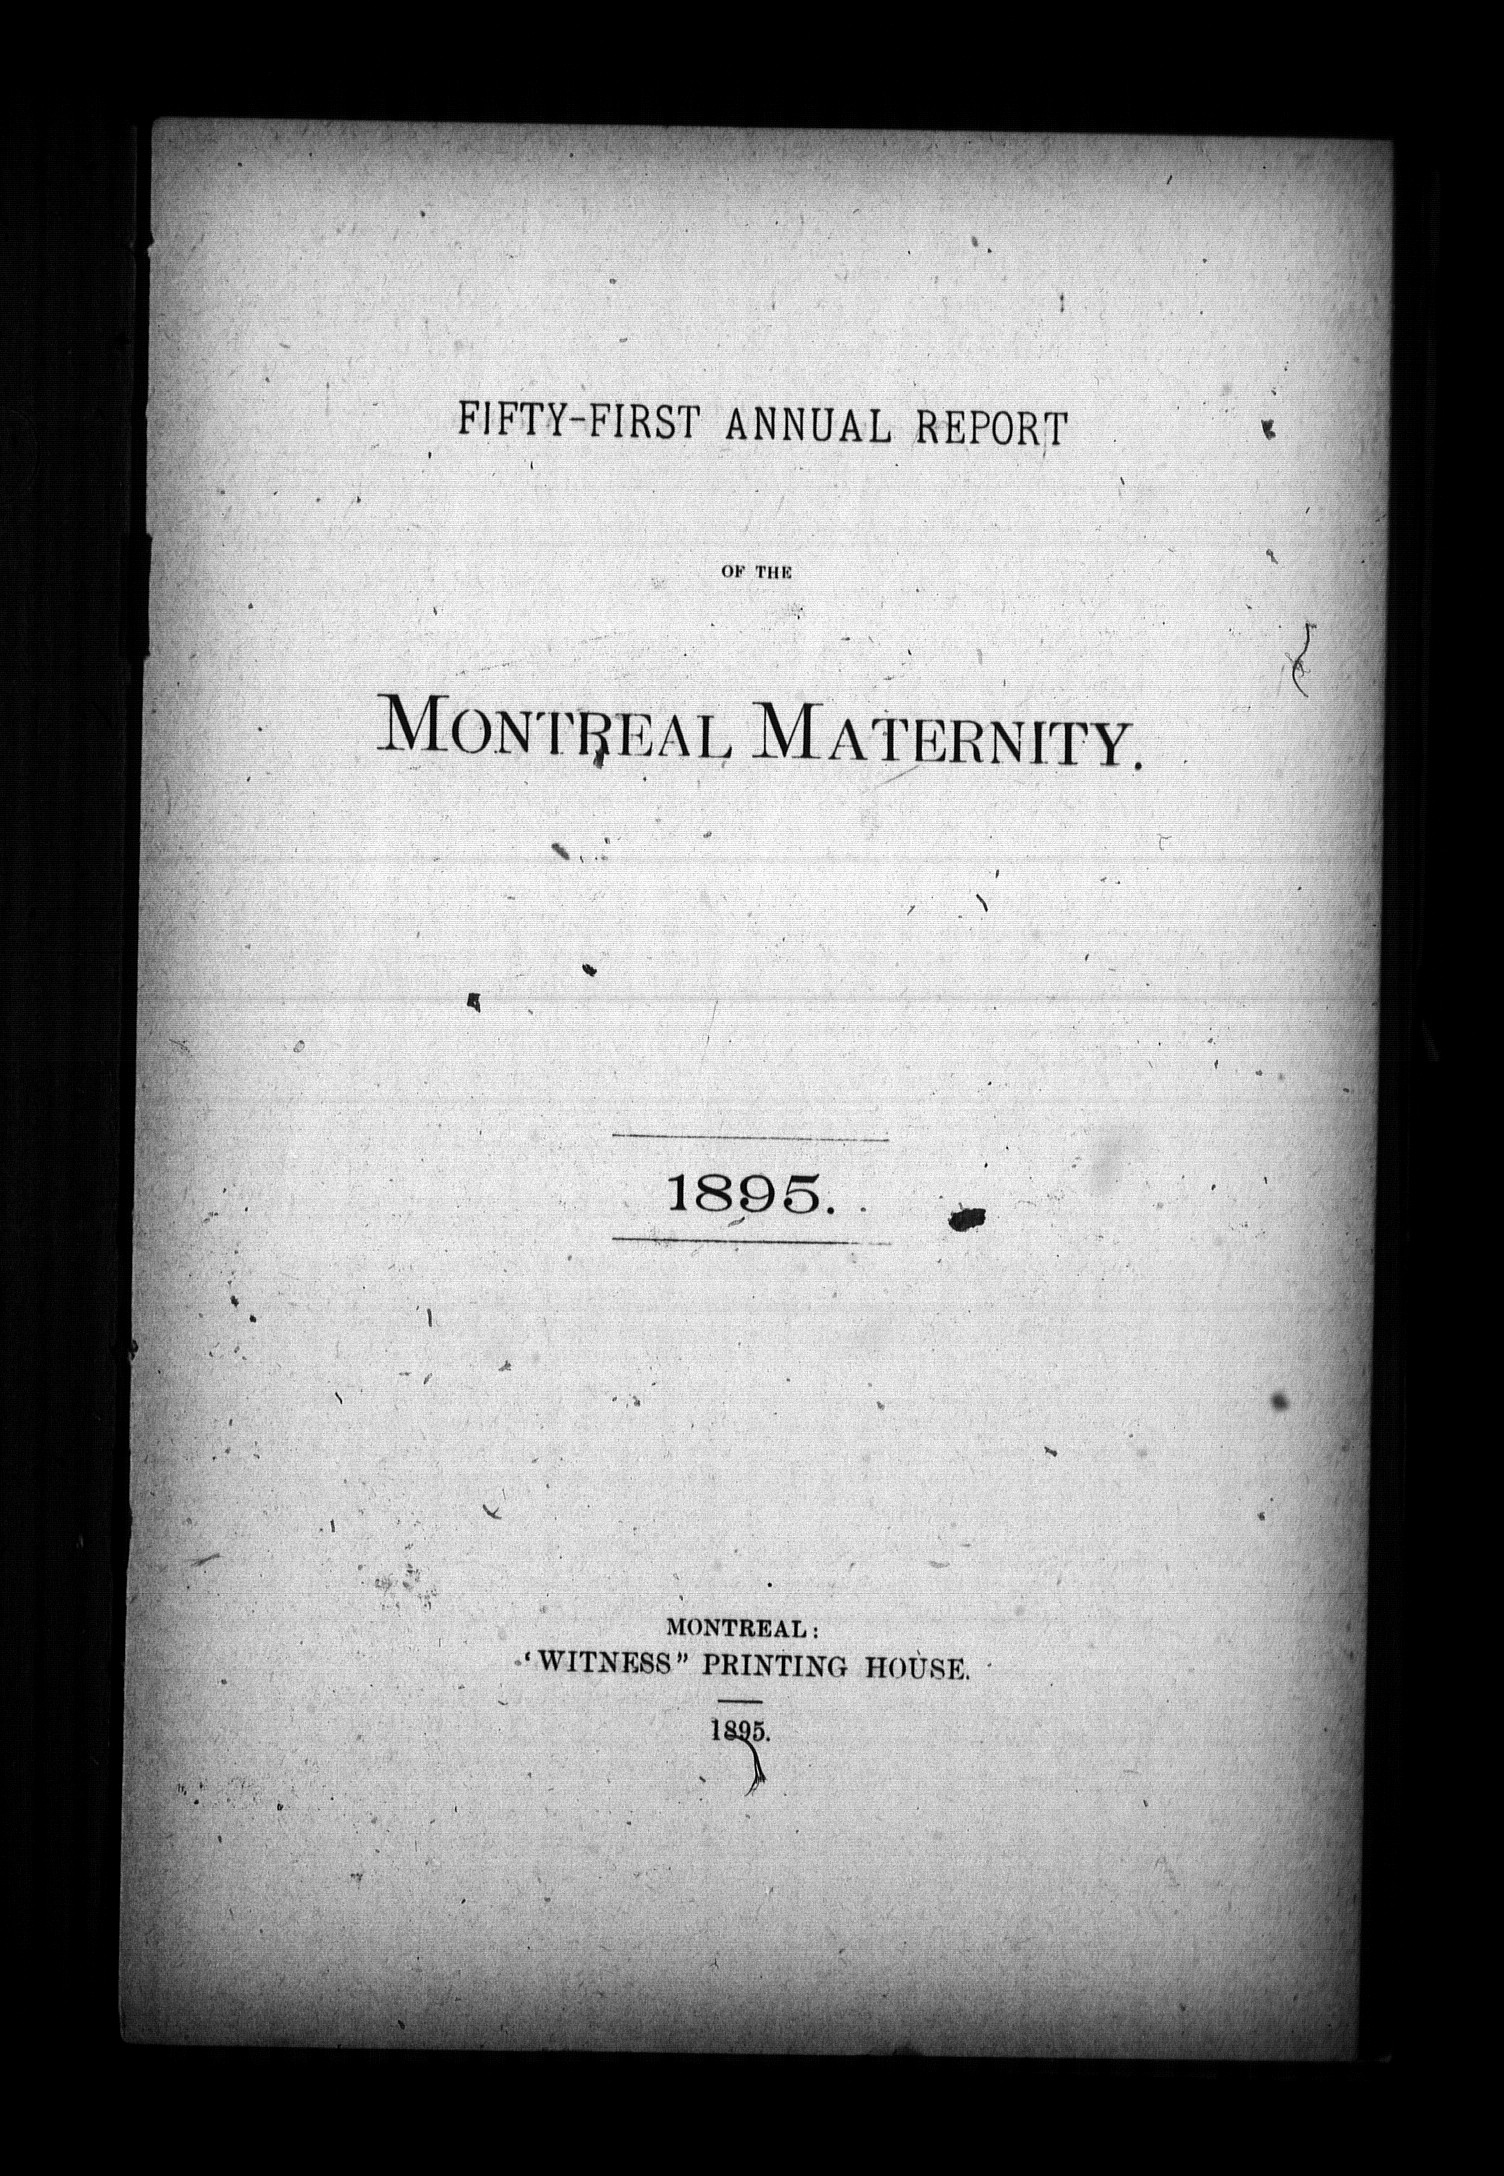 FIFTY-FIRST ANNUAL REPORT
OF THE
MONTREAL MATERNITY.
1895.
MONTREAL:
"WITNESS" PRINTING HOUSE.
1895.